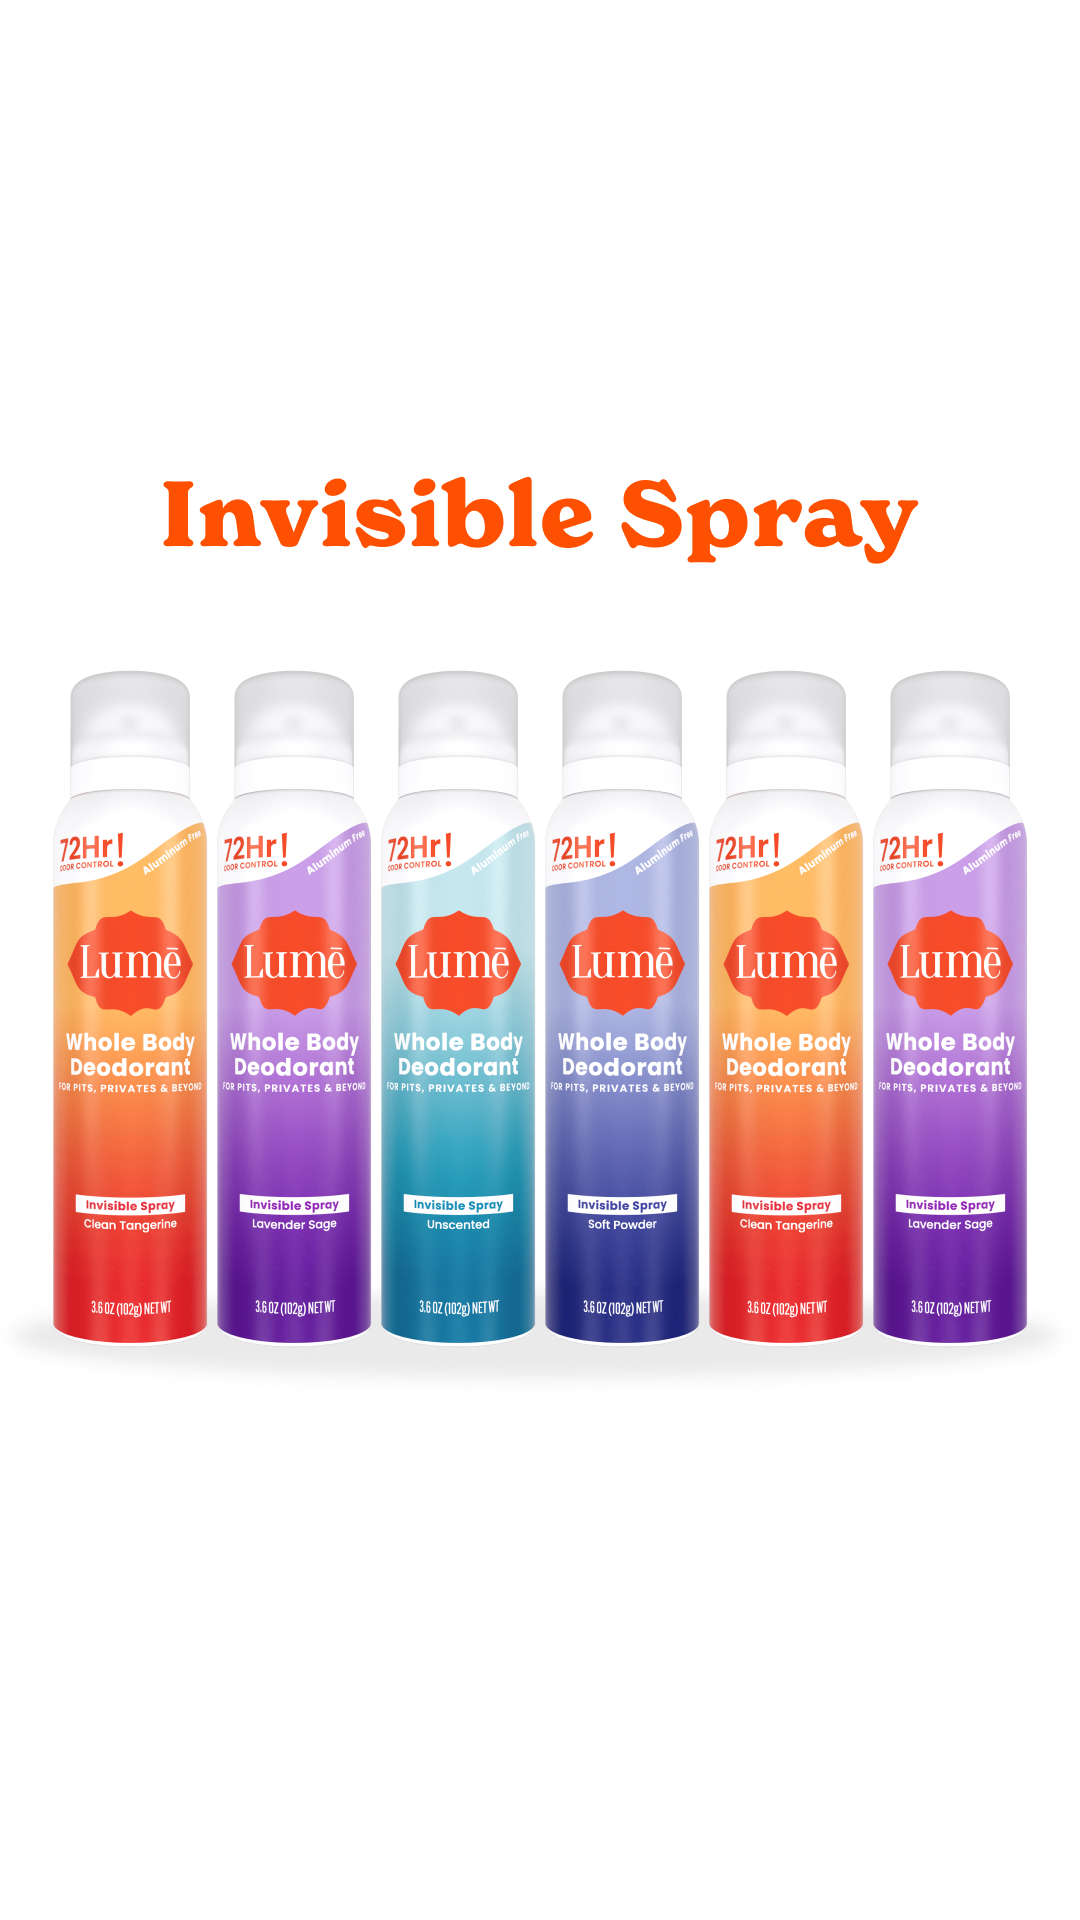 Invisible Spray
72Hr!
ODOR CONTROL
Aluminum Free
Lumē
Whole Body
Deodorant
FOR PITS, PRIVATES & BEYOND
Invisible Spray
Clean Tangerine
3.6 OZ (102g) NET WT
72Hr!
ODOR CONTROL
Aluminum Free
Lumē
Whole Body
Deodorant
FOR PITS, PRIVATES & BEYOND
Invisible Spray
Lavender Sage
3.6 OZ (102g) NET WT
72Hr!
ODOR CONTROL
Aluminum Free
Lumē
Whole Body
Deodorant
FOR PITS, PRIVATES & BEYOND
Invisible Spray
Unscented
3.6 OZ (102g) NET WT
72Hr!
ODOR CONTROL
Aluminum Free
Lumē
Whole Body
Deodorant
FOR PITS, PRIVATES & BEYOND
Invisible Spray
Soft Powder
3.6 OZ (102g) NET WT
72Hr!
ODOR CONTROL
Aluminum Free
Lumē
Whole Body
Deodorant
FOR PITS, PRIVATES & BEYOND
Invisible Spray
Clean Tangerine
3.6 OZ (102g) NET WT
72Hr!
ODOR CONTROL
Aluminum Free
Lumē
Whole Body
Deodorant
FOR PITS, PRIVATES & BEYOND
Invisible Spray
Lavender Sage
3.6 OZ (102g) NET WT